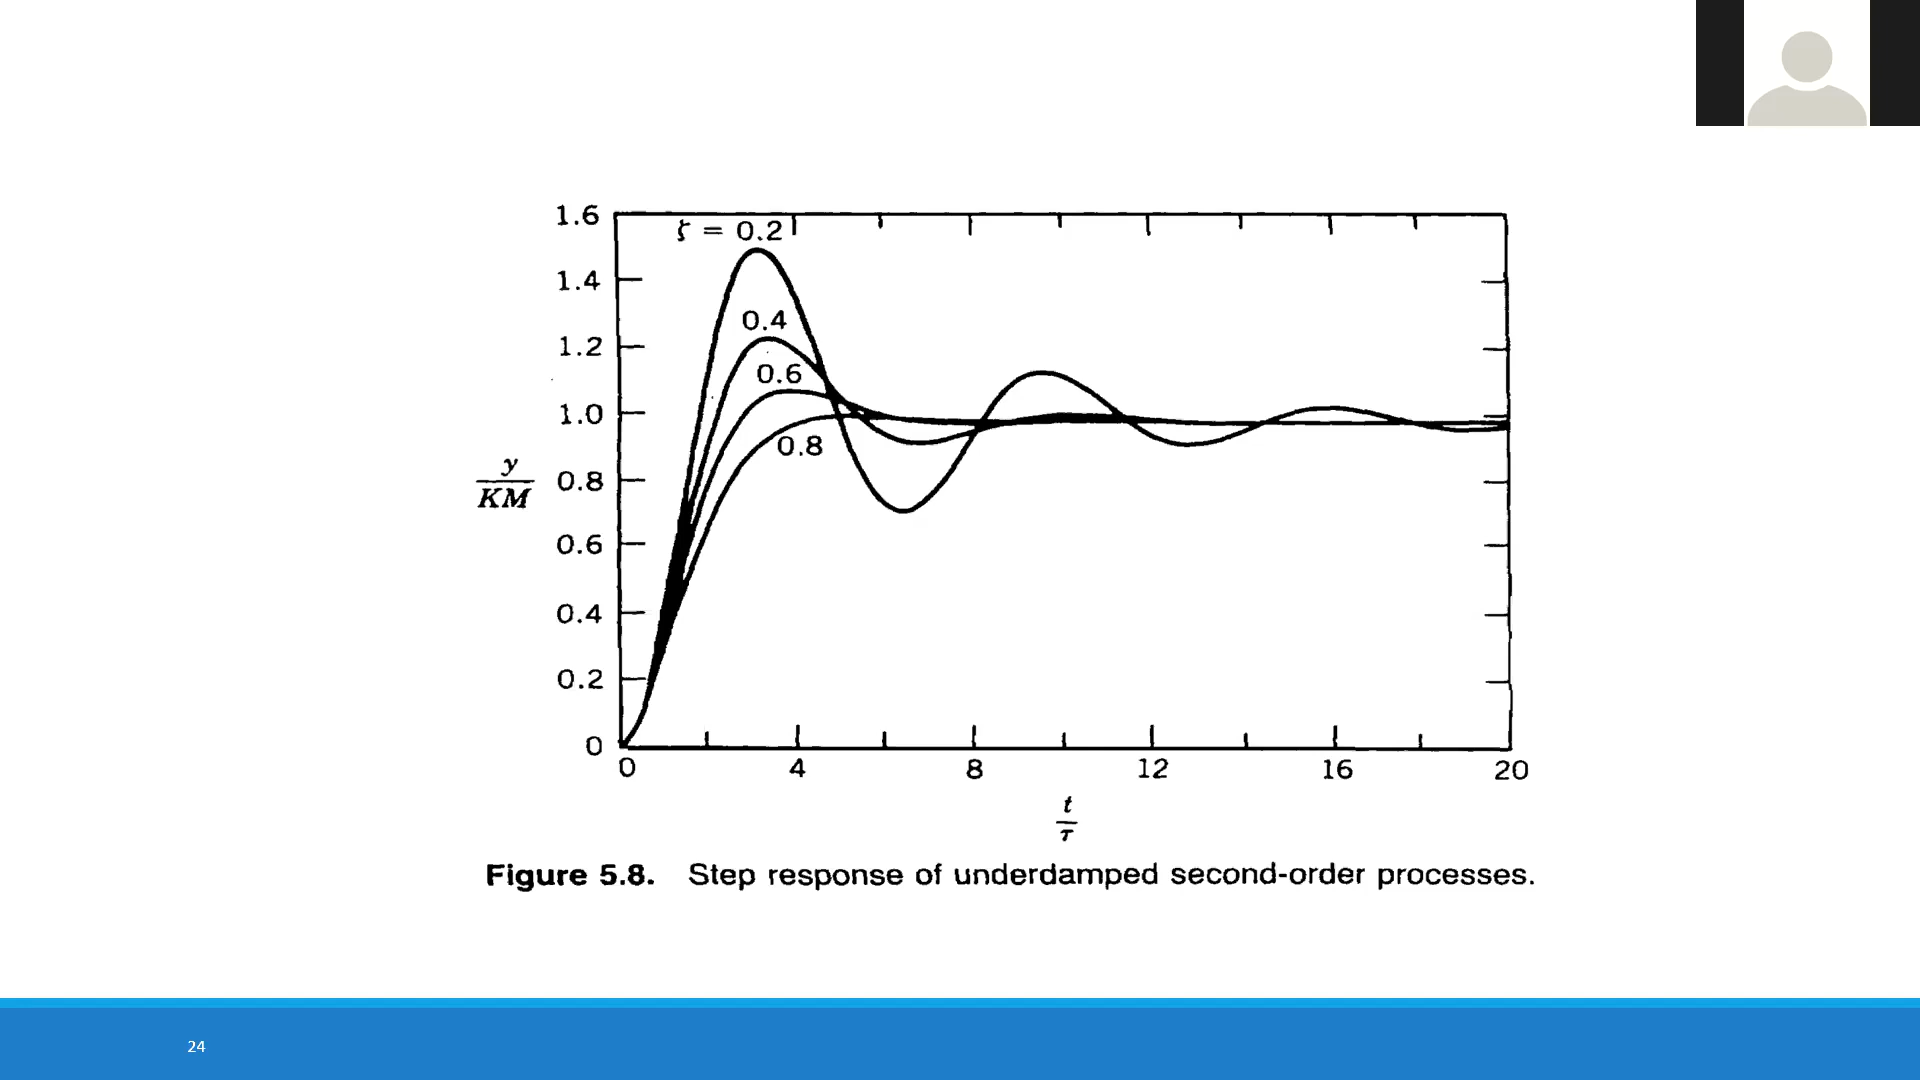 1.6
ζ = 0.2
1.4
0.4
1.2
0.6
1.0
0.8
y
KM
0.8
0.6
0.4
0.2
0
0 4 8 12 16 20
t
τ
Figure 5.8. Step response of underdamped second-order processes.
24